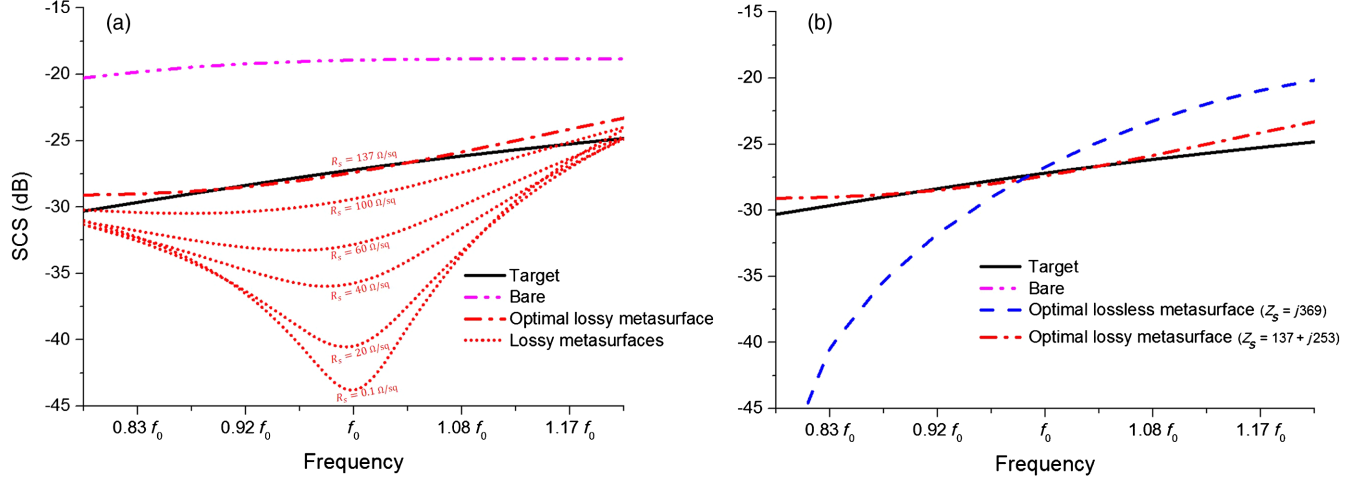 (a)
SCS (dB)
-15
-20
-25
-30
-35
-40
-45
R_s = 137 Ω/sq
R_s = 100 Ω/sq
R_s = 60 Ω/sq
R_s = 40 Ω/sq
R_s = 20 Ω/sq
R_s = 0.1 Ω/sq
Target
Bare
Optimal lossy metasurface
Lossy metasurfaces
0.83 f₀
0.92 f₀
f₀
1.08 f₀
1.17 f₀
Frequency
(b)
-15
-20
-25
-30
-35
-40
-45
Target
Bare
Optimal lossless metasurface (Z_s = j369)
Optimal lossy metasurface (Z_s = 137 + j253)
0.83 f₀
0.92 f₀
f₀
1.08 f₀
1.17 f₀
Frequency